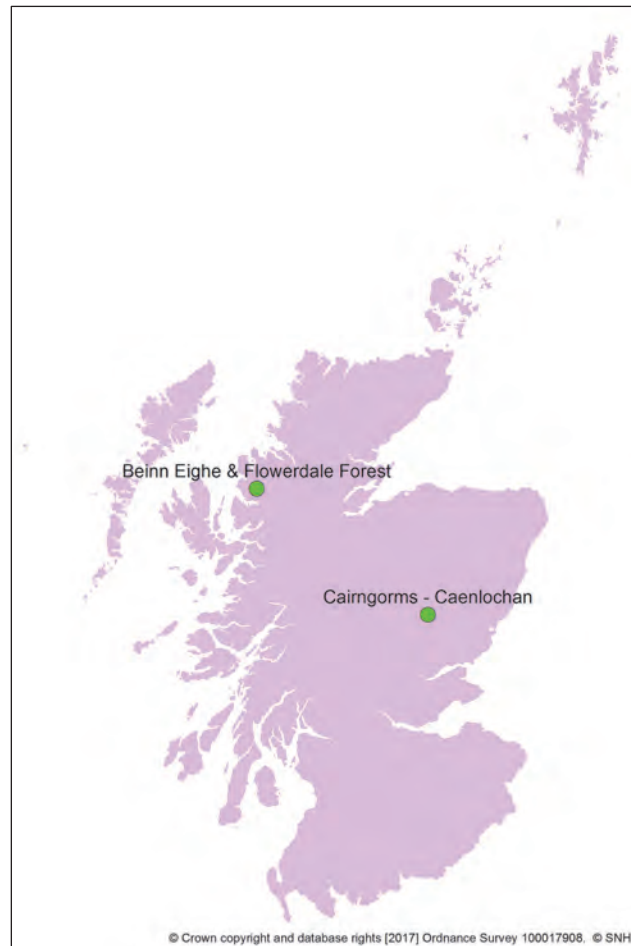 Beinn Eighe & Flowerdale Forest
Cairngorms - Caenlochan
© Crown copyright and database rights [2017] Ordnance Survey 100017908. © SNH